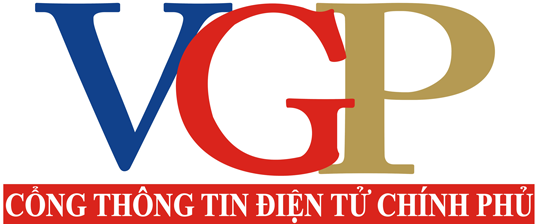 VGP
CỔNG THÔNG TIN ĐIỆN TỬ CHÍNH PHỦ